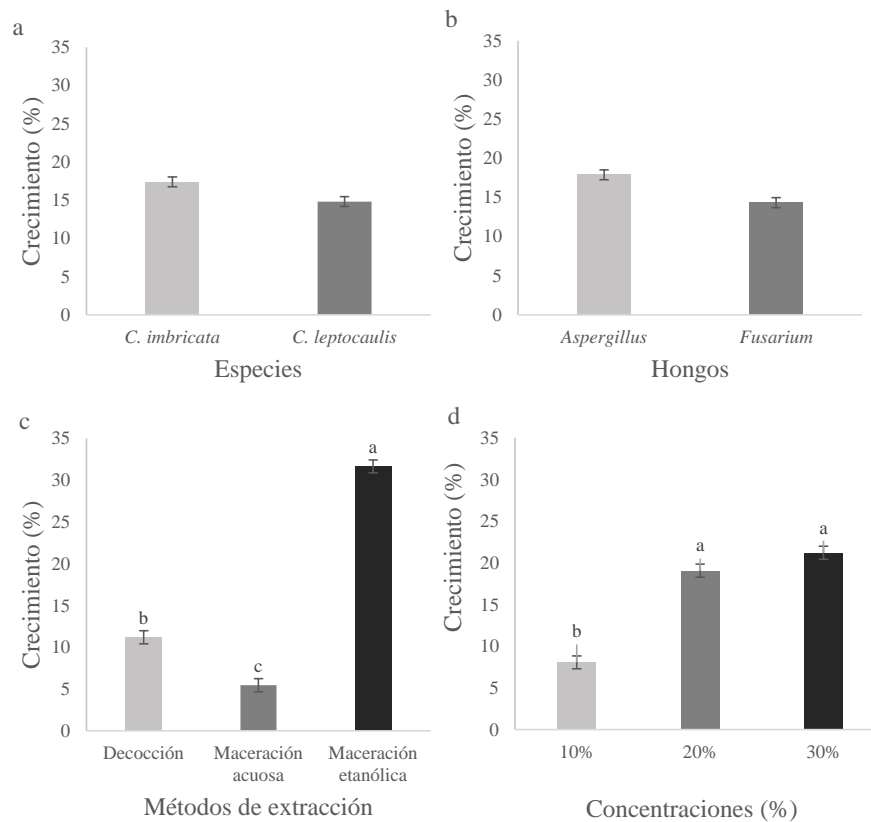 a
Crecimiento (%)
35
30
25
20
15
10
5
0
C. imbricata
C. leptocaulis
Especies
b
Crecimiento (%)
35
30
25
20
15
10
5
0
Aspergillus
Fusarium
Hongos
c
Crecimiento (%)
35
30
25
20
15
10
5
0
b
c
a
Decocción
Maceración
acuosa
Maceración
etanólica
Métodos de extracción
d
Crecimiento (%)
35
30
25
20
15
10
5
0
b
a
a
10%
20%
30%
Concentraciones (%)